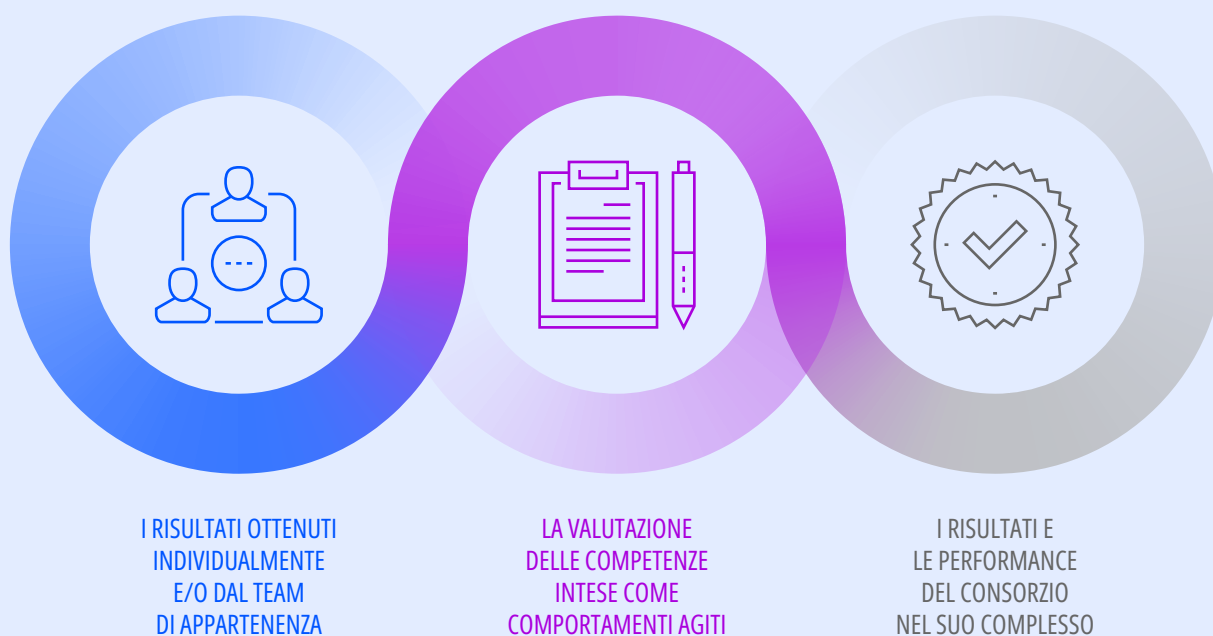 I RISULTATI OTTENUTI
INDIVIDUALMENTE
E/O DAL TEAM
DI APPARTENENZA
LA VALUTAZIONE
DELLE COMPETENZE
INTESE COME
COMPORTAMENTI AGITI
I RISULTATI E
LE PERFORMANCE
DEL CONSORZIO
NEL SUO COMPLESSO